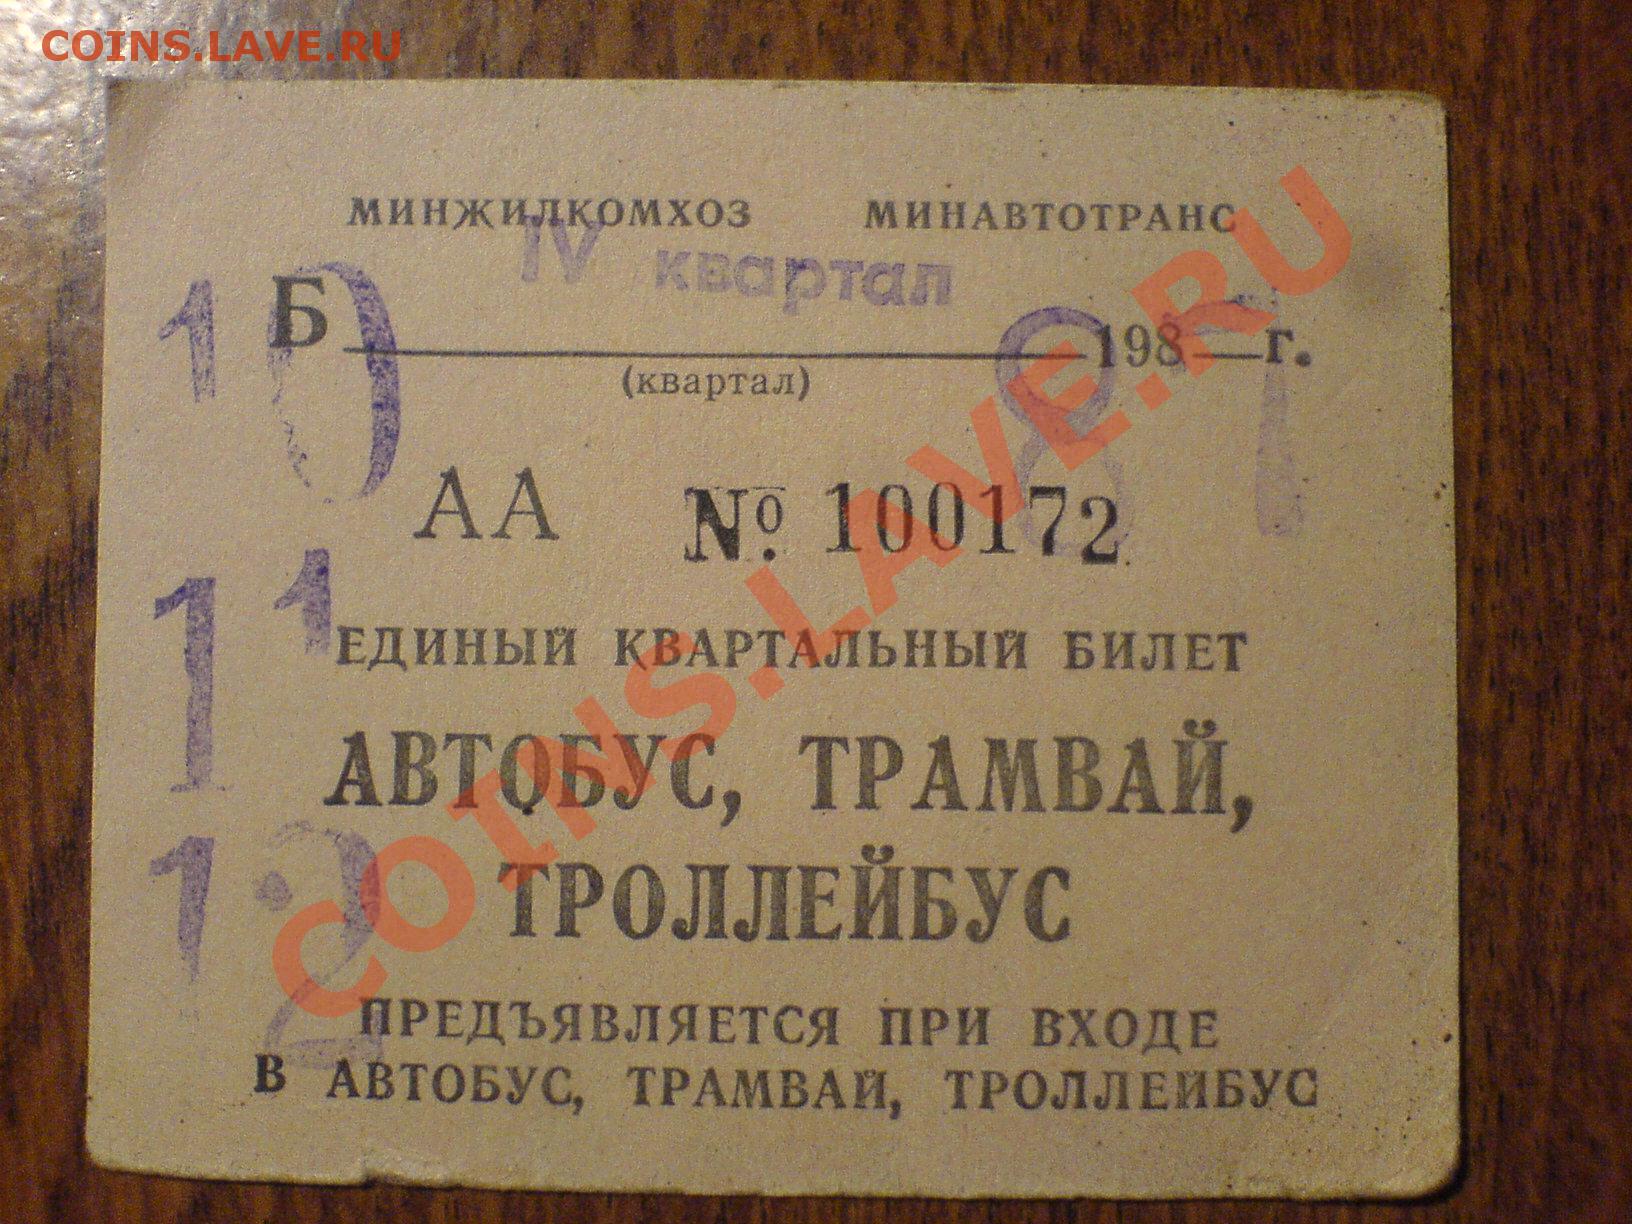 COINS.LAVE.RU
МИНЖИЛКОМХОЗ МИНАВТОТРАНС
IV квартал
10 Б 198 г.
87
(квартал)
АА № 100172
11
ЕДИНЫЙ КВАРТАЛЬНЫЙ БИЛЕТ
АВТОБУС, ТРАМВАЙ,
ТРОЛЛЕЙБУС
12
ПРЕДЪЯВЛЯЕТСЯ ПРИ ВХОДЕ
В АВТОБУС, ТРАМВАЙ, ТРОЛЛЕЙБУС
COINS.LAVE.RU